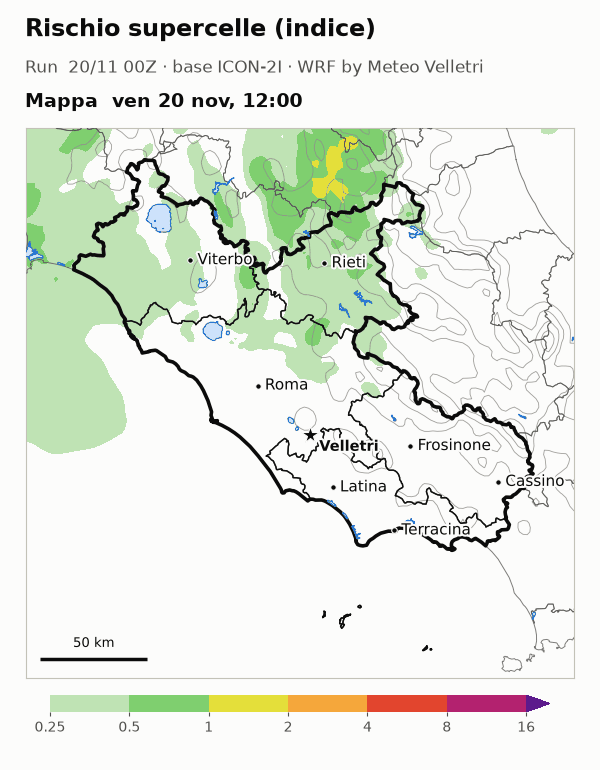 Rischio supercelle (indice)
Run 20/11 00Z · base ICON-2I · WRF by Meteo Velletri
Mappa ven 20 nov, 12:00
Viterbo
Rieti
Roma
Velletri
Frosinone
Latina
Cassino
Terracina
50 km
0.25 0.5 1 2 4 8 16